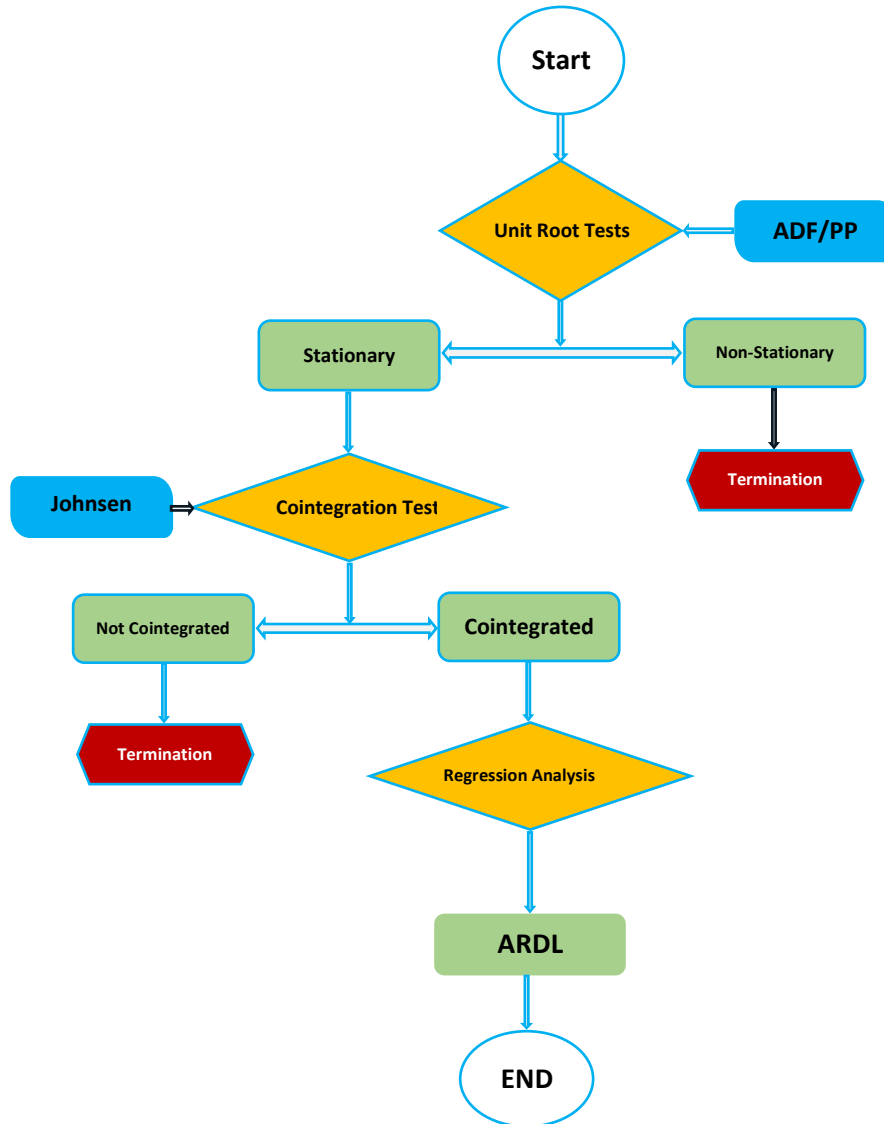 Start
Unit Root Tests
ADF/PP
Stationary
Non-Stationary
Termination
Johnsen
Cointegration Test
Not Cointegrated
Cointegrated
Termination
Regression Analysis
ARDL
END